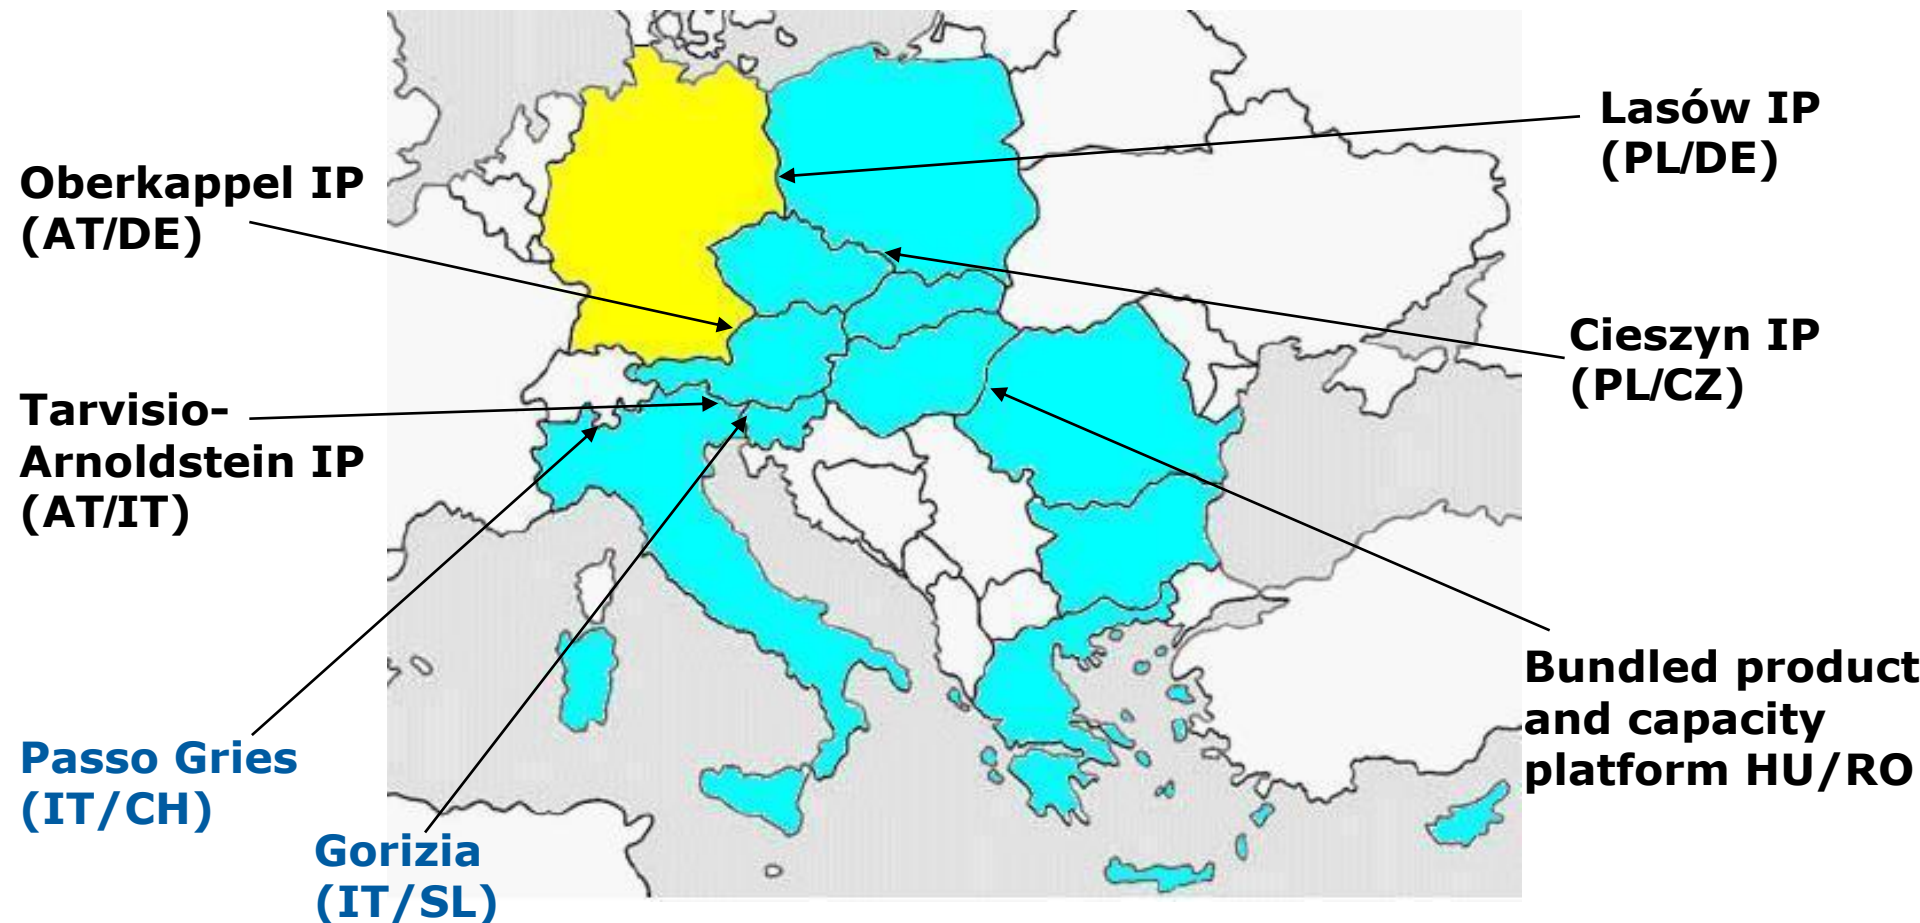 Oberkappel IP
(AT/DE)
Tarvisio-
Arnoldstein IP
(AT/IT)
Passo Gries
(IT/CH)
Gorizia
(IT/SL)
Lasów IP
(PL/DE)
Cieszyn IP
(PL/CZ)
Bundled product
and capacity
platform HU/RO